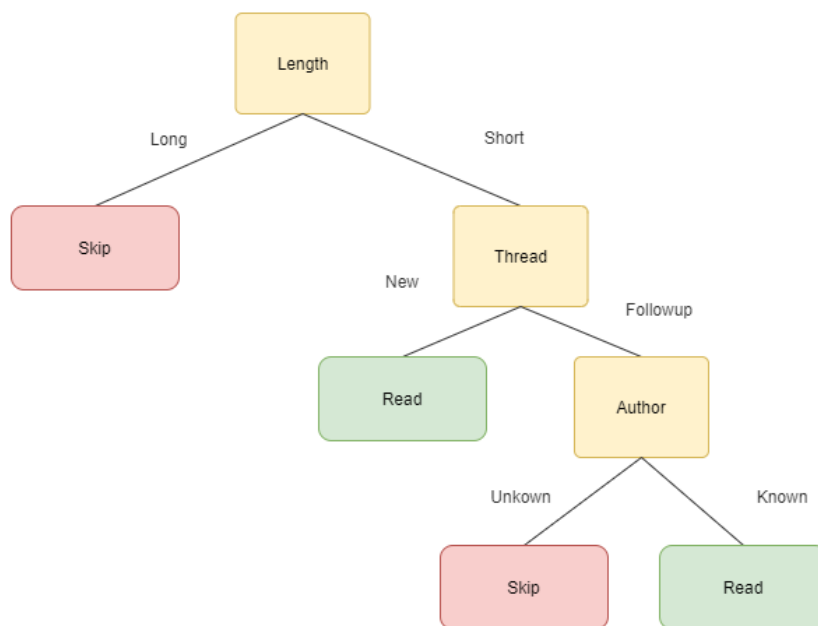 Length
Long
Short
Skip
Thread
New
Followup
Read
Author
Unkown
Known
Skip
Read